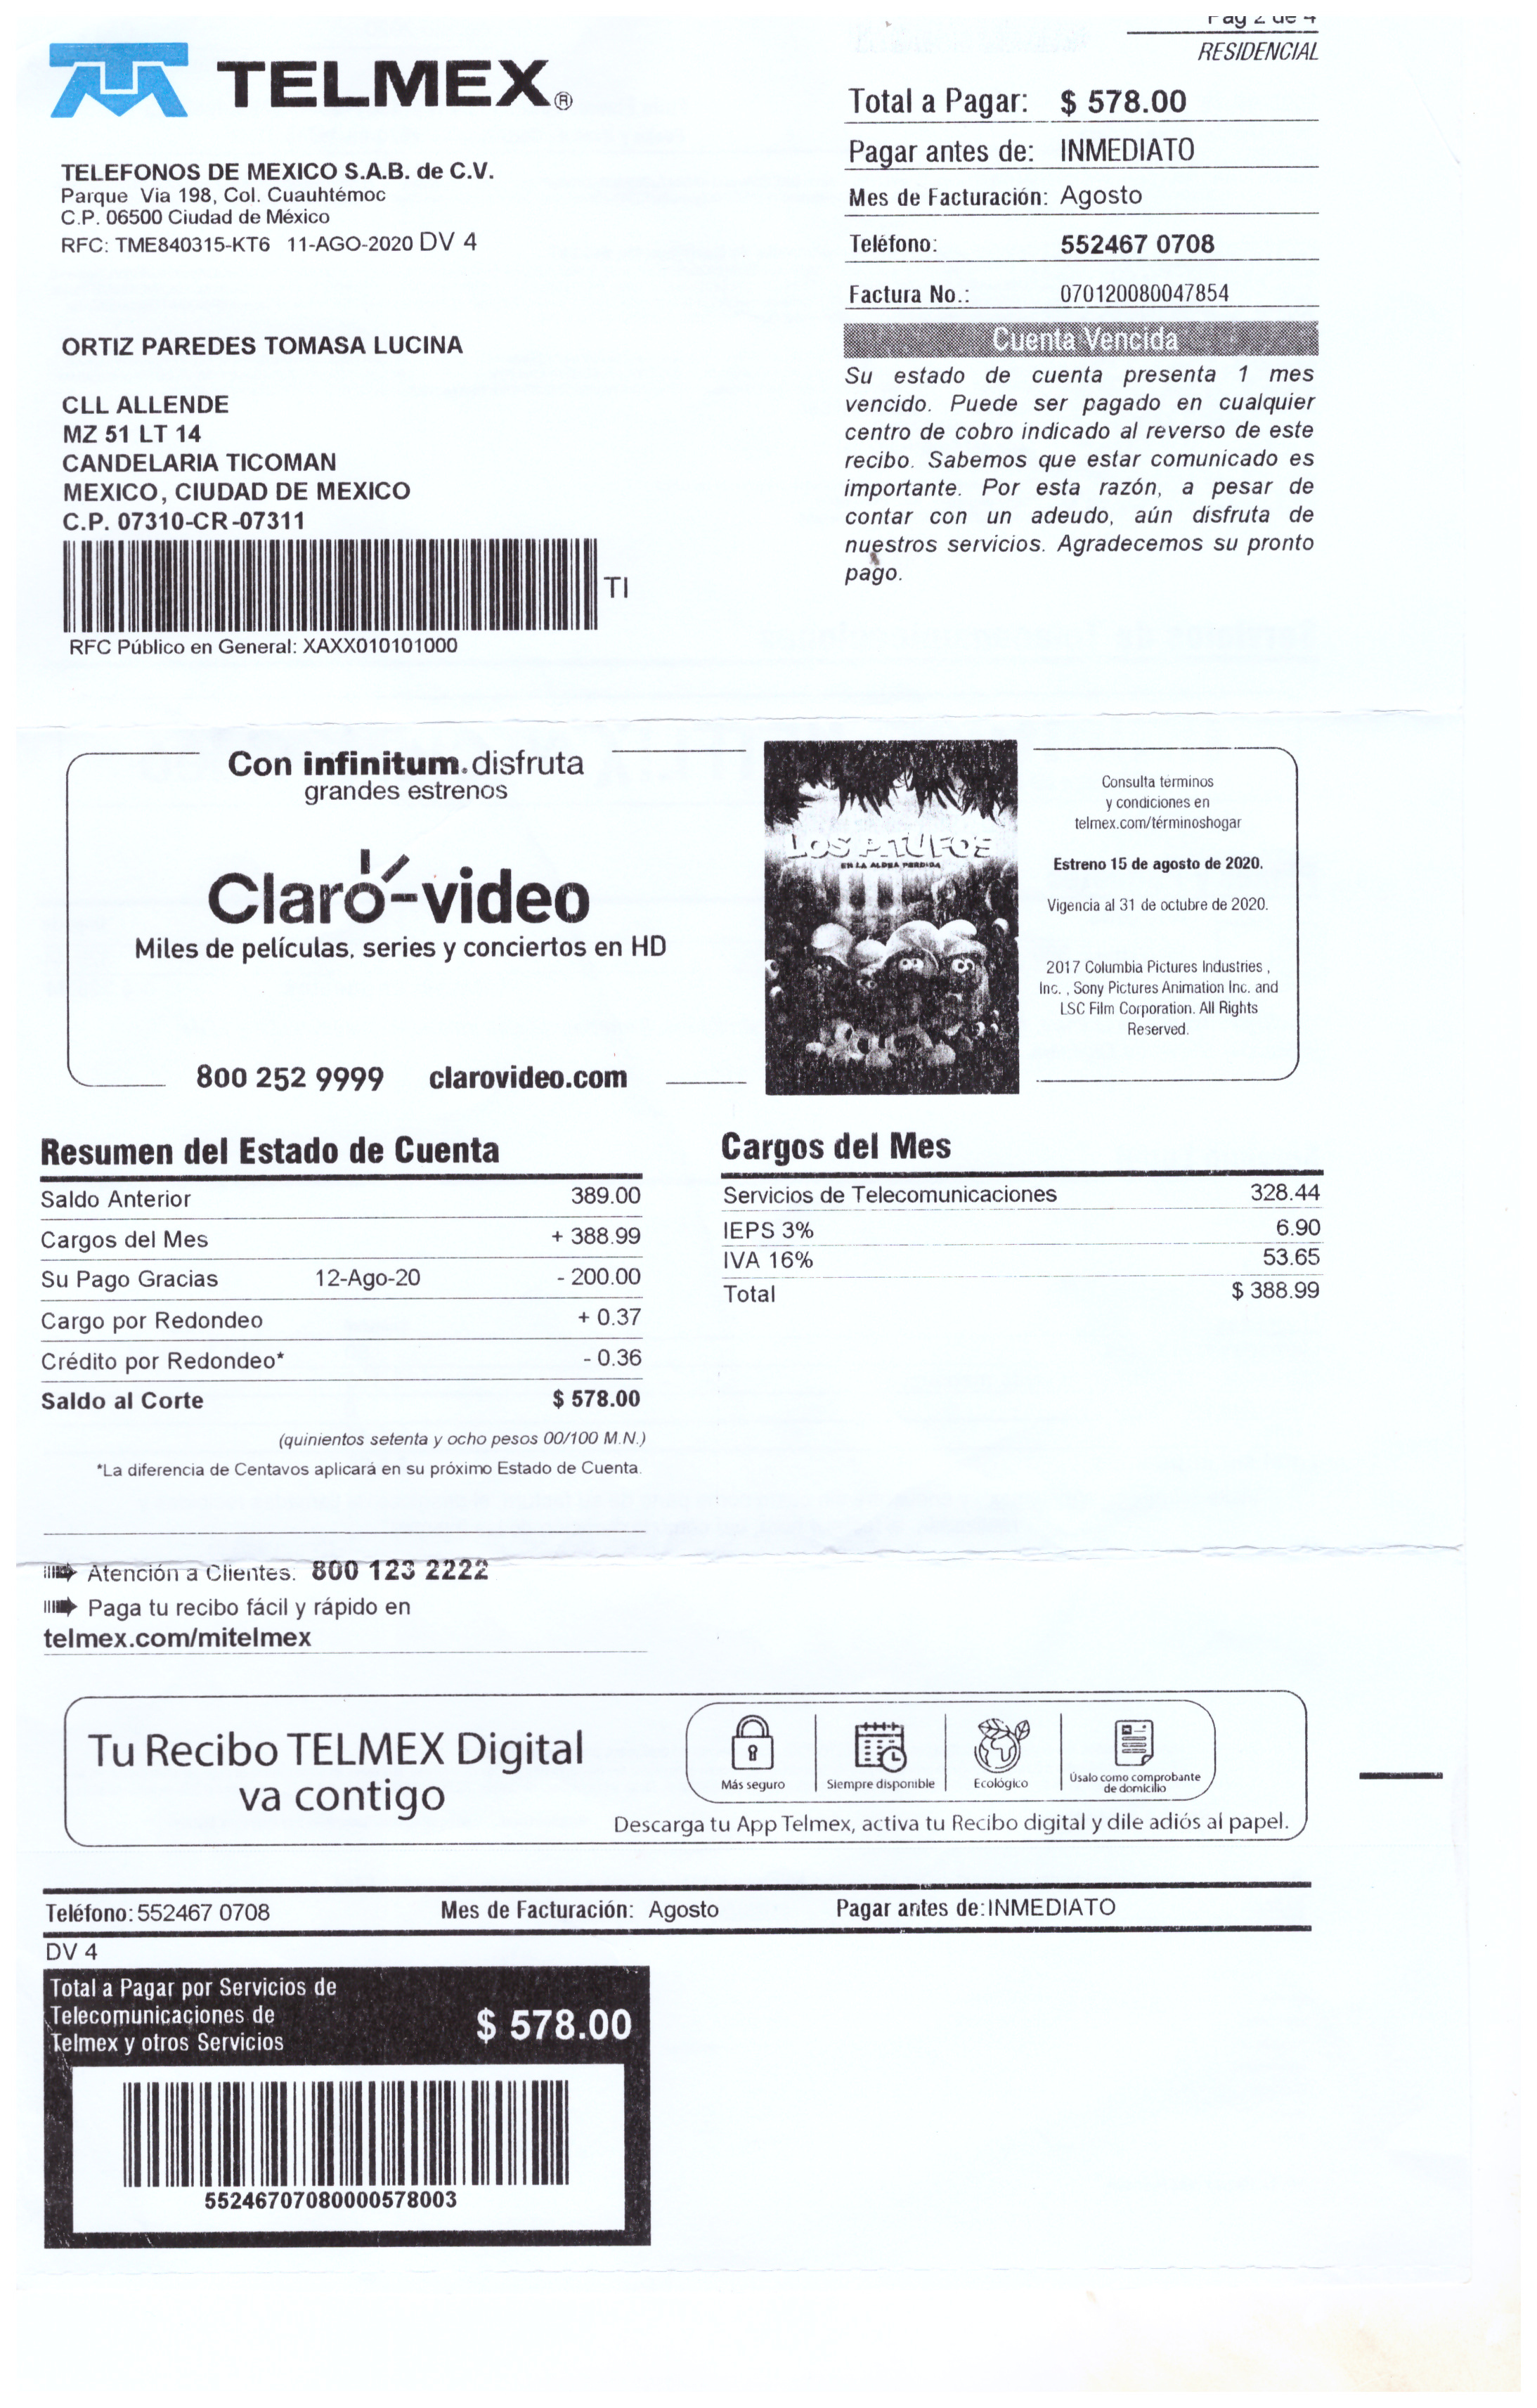 Pag 2 de 4
RESIDENCIAL
TELMEX®
Total a Pagar: $ 578.00
Pagar antes de: INMEDIATO
Mes de Facturación: Agosto
Teléfono: 552467 0708
Factura No.: 070120080047854
TELEFONOS DE MEXICO S.A.B. de C.V.
Parque Via 198, Col. Cuauhtémoc
C.P. 06500 Ciudad de México
RFC: TME840315-KT6 11-AGO-2020 DV 4
ORTIZ PAREDES TOMASA LUCINA
CLL ALLENDE
MZ 51 LT 14
CANDELARIA TICOMAN
MEXICO, CIUDAD DE MEXICO
C.P. 07310-CR-07311
TI
RFC Público en General: XAXX010101000
Cuenta Vencida
Su estado de cuenta presenta 1 mes
vencido. Puede ser pagado en cualquier
centro de cobro indicado al reverso de este
recibo. Sabemos que estar comunicado es
importante. Por esta razón, a pesar de
contar con un adeudo, aún disfruta de
nuestros servicios. Agradecemos su pronto
pago.
Con infinitum. disfruta
grandes estrenos
Claro-video
Miles de películas, series y conciertos en HD
800 252 9999 clarovideo.com
LOS PITUFOS
EN LA ALDEA PERDIDA
Consulta términos
y condiciones en
telmex.com/términoshogar
Estreno 15 de agosto de 2020.
Vigencia al 31 de octubre de 2020.
2017 Columbia Pictures Industries ,
Inc. , Sony Pictures Animation Inc. and
LSC Film Corporation. All Rights
Reserved.
Resumen del Estado de Cuenta
Saldo Anterior 389.00
Cargos del Mes + 388.99
Su Pago Gracias 12-Ago-20 - 200.00
Cargo por Redondeo + 0.37
Crédito por Redondeo* - 0.36
Saldo al Corte $ 578.00
(quinientos setenta y ocho pesos 00/100 M.N.)
*La diferencia de Centavos aplicará en su próximo Estado de Cuenta.
Cargos del Mes
Servicios de Telecomunicaciones 328.44
IEPS 3% 6.90
IVA 16% 53.65
Total $ 388.99
Atención a Clientes: 800 123 2222
Paga tu recibo fácil y rápido en
telmex.com/mitelmex
Tu Recibo TELMEX Digital
va contigo
Más seguro
Siempre disponible
Ecológico
Úsalo como comprobante
de domicilio
Descarga tu App Telmex, activa tu Recibo digital y dile adiós al papel.
Teléfono: 552467 0708 Mes de Facturación: Agosto Pagar antes de: INMEDIATO
DV 4
Total a Pagar por Servicios de
Telecomunicaciones de
Telmex y otros Servicios
$ 578.00
55246707080000578003